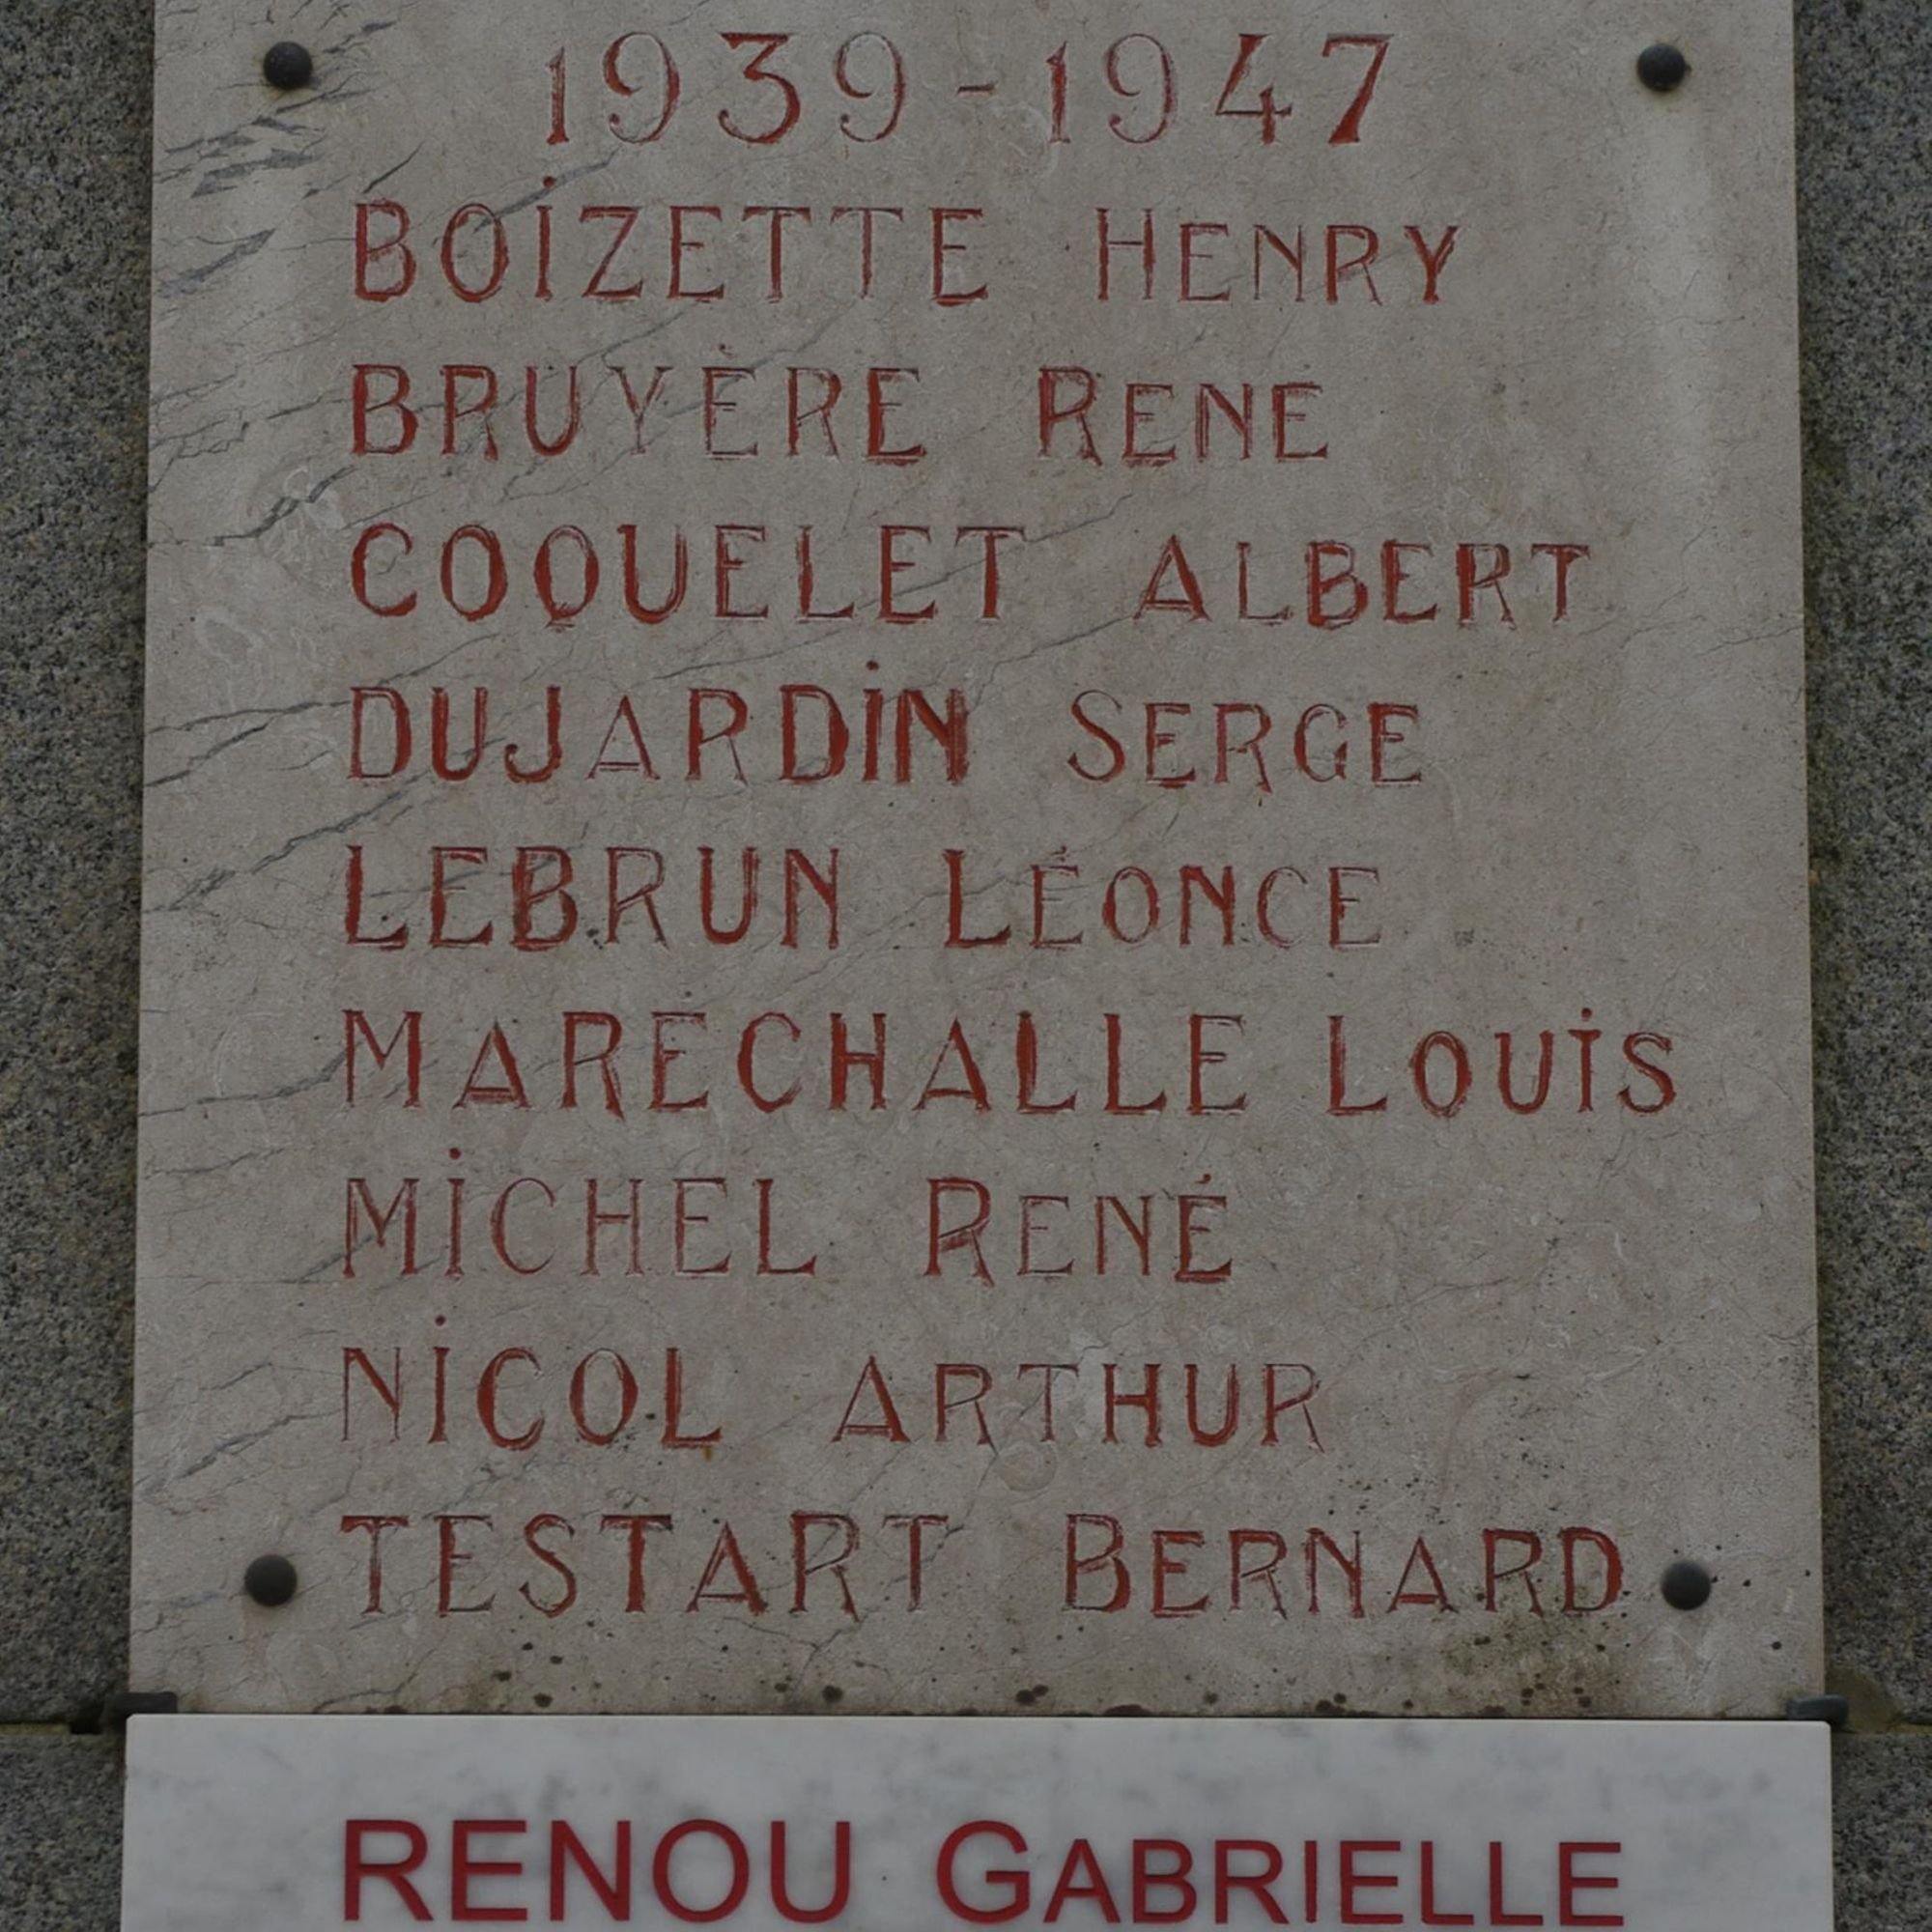 1939-1947
BOIZETTE HENRY
BRUYÈRE RENE
COQUELET ALBERT
DUJARDIN SERGE
LEBRUN LÉONCE
MARÉCHALLE LOUIS
MICHEL RENÉ
NICOL ARTHUR
TESTART BERNARD
RENOU GABRIELLE